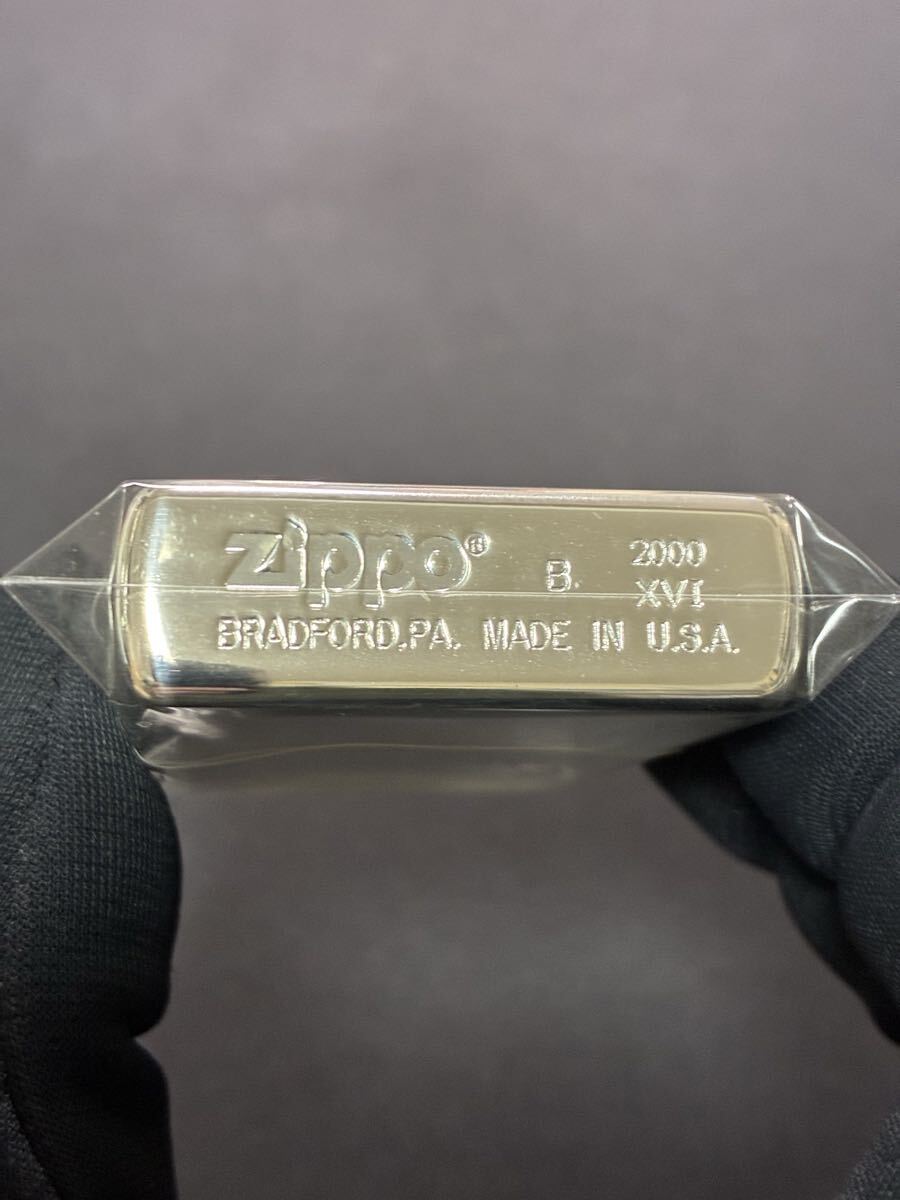 Zippo® B. 2000
XVI
BRADFORD,PA. MADE IN U.S.A.